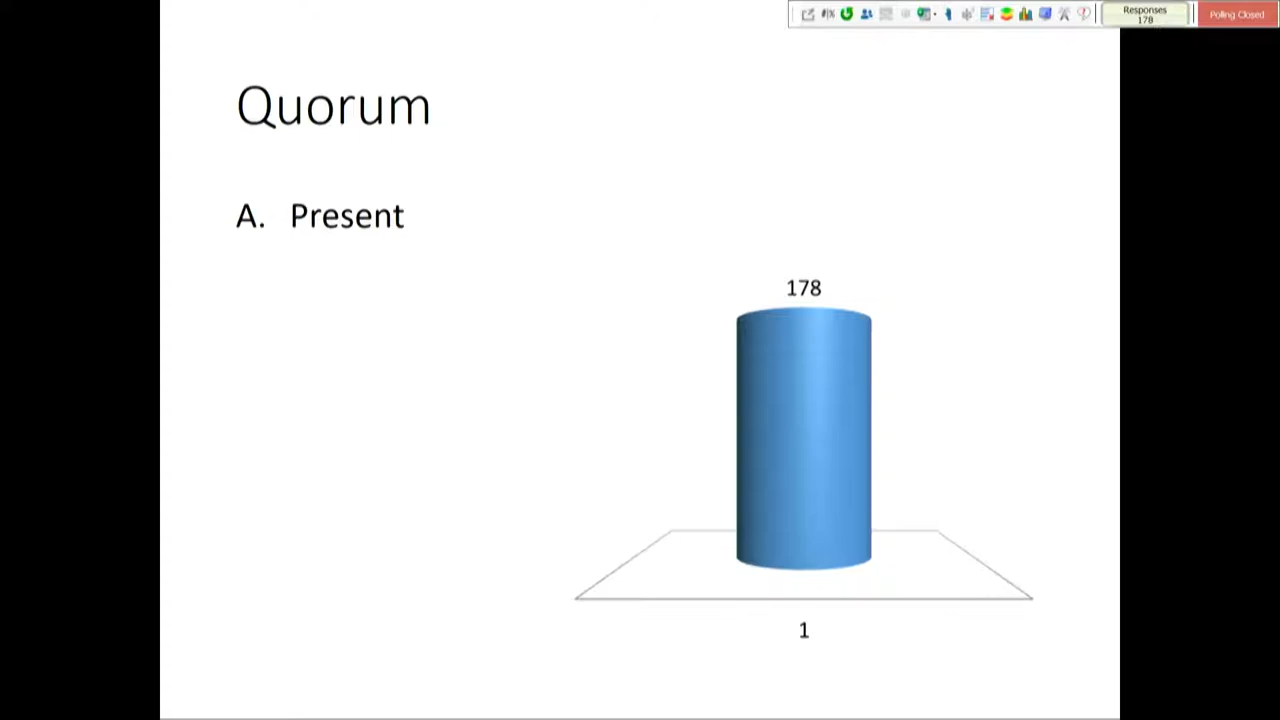 Responses
178
Polling Closed
Quorum
A. Present
178
1